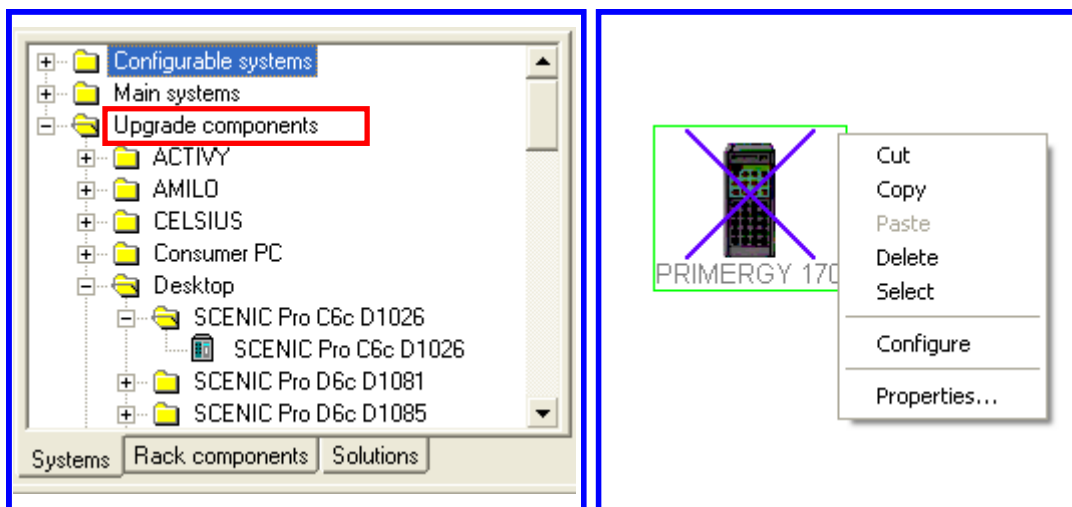 Configurable systems
Main systems
Upgrade components
ACTIVY
AMILO
CELSIUS
Consumer PC
Desktop
SCENIC Pro C6c D1026
SCENIC Pro C6c D1026
SCENIC Pro D6c D1081
SCENIC Pro D6c D1085
Systems Rack components Solutions
PRIMERGY 170
Cut
Copy
Paste
Delete
Select
Configure
Properties...